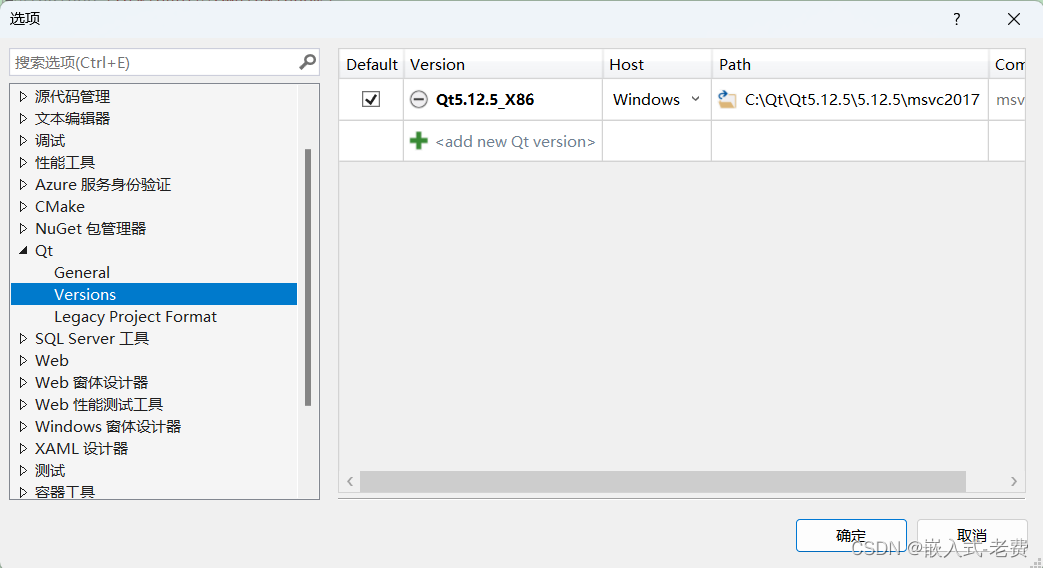 选项
?
搜索选项(Ctrl+E)
源代码管理
文本编辑器
调试
性能工具
Azure 服务身份验证
CMake
NuGet 包管理器
Qt
General
Versions
Legacy Project Format
SQL Server 工具
Web
Web 窗体设计器
Web 性能测试工具
Windows 窗体设计器
XAML 设计器
测试
容器工具
Default Version Host Path Com
Qt5.12.5_X86 Windows C:\Qt\Qt5.12.5\5.12.5\msvc2017 msv
<add new Qt version>
确定 取消
CSDN @嵌入式-老费